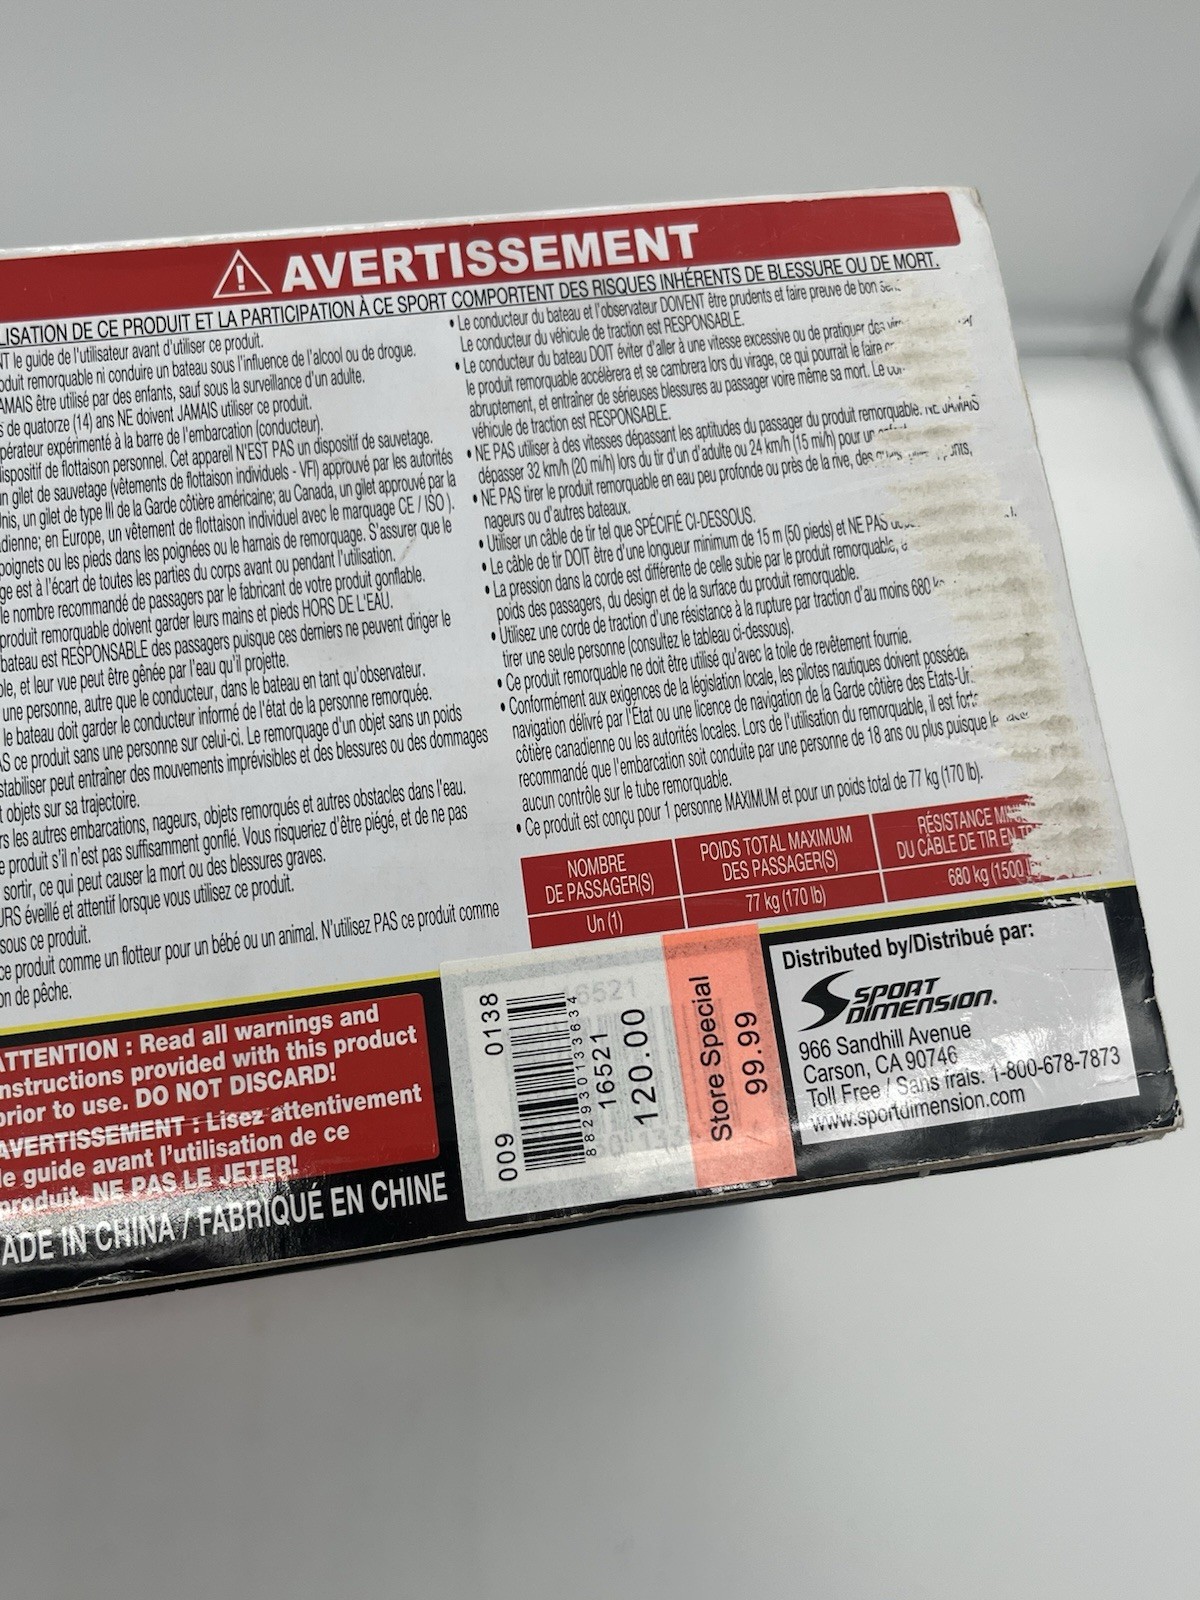 AVERTISSEMENT
LISATION DE CE PRODUIT ET LA PARTICIPATION À CE SPORT COMPORTENT DES RISQUES INHÉRENTS DE BLESSURE OU DE MORT.
NT le guide de l'utilisateur avant d'utiliser ce produit.
oduit remorquable ni conduire un bateau sous l'influence de l'alcool ou de drogue.
AMAIS être utilisé par des enfants, sauf sous la surveillance d'un adulte.
s de quatorze (14) ans NE doivent JAMAIS utiliser ce produit.
pérateur expérimenté à la barre de l'embarcation (conducteur).
ispositif de flottaison personnel. Cet appareil N'EST PAS un dispositif de sauvetage.
n gilet de sauvetage (vêtements de flottaison individuels - VFI) approuvé par les autorités
nis, un gilet de type III de la Garde côtière américaine; au Canada, un gilet approuvé par la
dienne; en Europe, un vêtement de flottaison individuel avec le marquage CE / ISO ).
poignets ou les pieds dans les poignées ou le harnais de remorquage. S'assurer que le
ge est à l'écart de toutes les parties du corps avant ou pendant l'utilisation.
le nombre recommandé de passagers par le fabricant de votre produit gonflable.
produit remorquable doivent garder leurs mains et pieds HORS DE L'EAU.
bateau est RESPONSABLE des passagers puisque ces derniers ne peuvent diriger le
ble, et leur vue peut être gênée par l'eau qu'il projette.
une personne, autre que le conducteur, dans le bateau en tant qu'observateur.
le bateau doit garder le conducteur informé de l'état de la personne remorquée.
AS ce produit sans une personne sur celui-ci. Le remorquage d'un objet sans un poids
stabiliser peut entraîner des mouvements imprévisibles et des blessures ou des dommages
t objets sur sa trajectoire.
rs les autres embarcations, nageurs, objets remorqués et autres obstacles dans l'eau.
e produit s'il n'est pas suffisamment gonflé. Vous risqueriez d'être piégé, et de ne pas
sortir, ce qui peut causer la mort ou des blessures graves.
URS éveillé et attentif lorsque vous utilisez ce produit.
sous ce produit.
ce produit comme un flotteur pour un bébé ou un animal. N'utilisez PAS ce produit comme
on de pêche.
• Le conducteur du bateau et l'observateur DOIVENT être prudents et faire preuve de bon
Le conducteur du véhicule de traction est RESPONSABLE.
• Le conducteur du bateau DOIT éviter d'aller à une vitesse excessive ou de pratiquer des
le produit remorquable accélèrera et se cambrera lors du virage, ce qui pourrait le faire
abruptement, et entraîner de sérieuses blessures au passager voire même sa mort. Le
véhicule de traction est RESPONSABLE.
• NE PAS utiliser à des vitesses dépassant les aptitudes du passager du produit remorquable. NE JAMAIS
dépasser 32 km/h (20 mi/h) lors du tir d'un d'adulte ou 24 km/h (15 mi/h) pour un
• NE PAS tirer le produit remorquable en eau peu profonde ou près de la rive, des
nageurs ou d'autres bateaux.
• Utiliser un câble de tir tel que SPÉCIFIÉ CI-DESSOUS.
• Le câble de tir DOIT être d'une longueur minimum de 15 m (50 pieds) et NE PAS
• La pression dans la corde est différente de celle subie par le produit remorquable,
poids des passagers, du design et de la surface du produit remorquable.
• Utilisez une corde de traction d'une résistance à la rupture par traction d'au moins 680
tirer une seule personne (consultez le tableau ci-dessous).
• Ce produit remorquable ne doit être utilisé qu'avec la toile de revêtement fournie.
• Conformément aux exigences de la législation locale, les pilotes nautiques doivent posséder
navigation délivré par l'État ou une licence de navigation de la Garde côtière des États-Un
côtière canadienne ou les autorités locales. Lors de l'utilisation du remorquable, il est fort
recommandé que l'embarcation soit conduite par une personne de 18 ans ou plus puisque le
aucun contrôle sur le tube remorquable.
• Ce produit est conçu pour 1 personne MAXIMUM et pour un poids total de 77 kg (170 lb).
NOMBRE
DE PASSAGER(S)
POIDS TOTAL MAXIMUM
DES PASSAGER(S)
RÉSISTANCE
DU CÂBLE DE TIR EN
Un (1)
77 kg (170 lb)
680 kg (1500
ATTENTION : Read all warnings and
nstructions provided with this product
prior to use. DO NOT DISCARD!
AVERTISSEMENT : Lisez attentivement
le guide avant l'utilisation de ce
produit. NE PAS LE JETER!
ADE IN CHINA / FABRIQUÉ EN CHINE
009 0138
882930133634
16521
120.00
Store Special
99.99
Distributed by/Distribué par:
SPORT
DIMENSION.
966 Sandhill Avenue
Carson, CA 90746
Toll Free / Sans frais: 1-800-678-7873
www.sportdimension.com